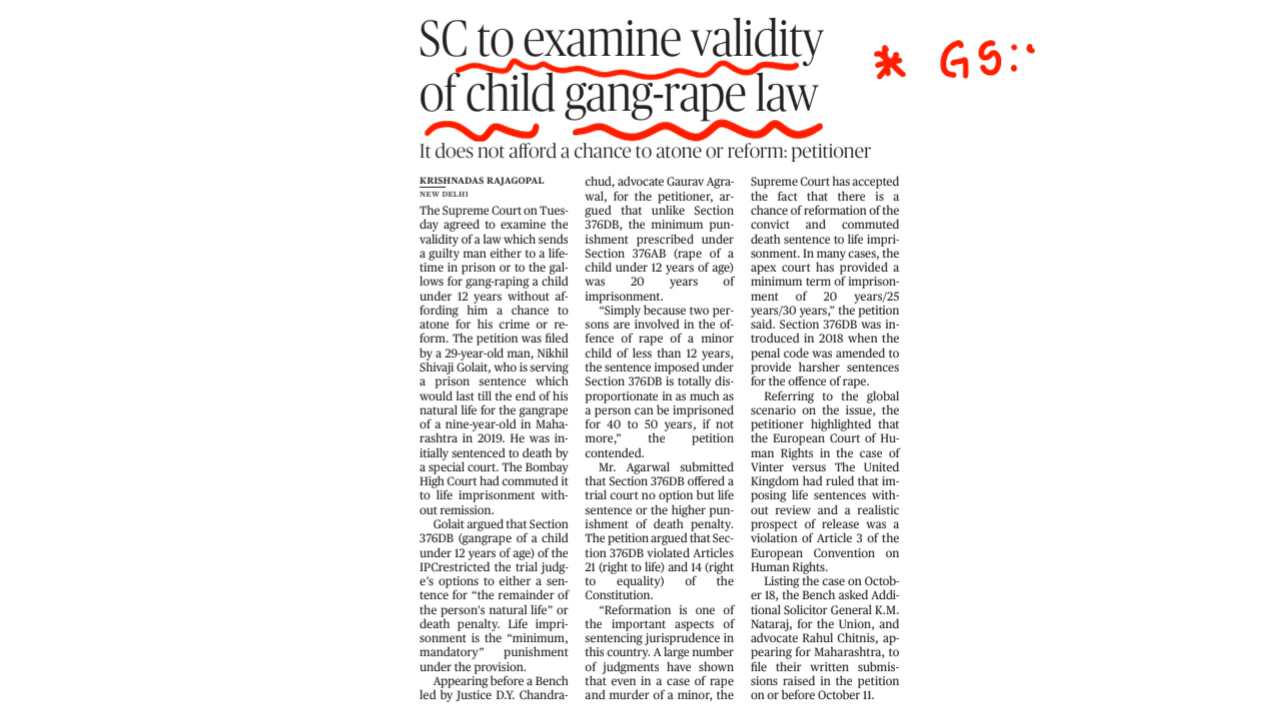 SC to examine validity
of child gang-rape law
* GS:
It does not afford a chance to atone or reform: petitioner
KRISHNADAS RAJAGOPAL
NEW DELHI
The Supreme Court on Tues-
day agreed to examine the
validity of a law which sends
a guilty man either to a life-
time in prison or to the gal-
lows for gang-raping a child
under 12 years without af-
fording him a chance to
atone for his crime or re-
form. The petition was filed
by a 29-year-old man, Nikhil
Shivaji Golait, who is serving
a prison sentence which
would last till the end of his
natural life for the gangrape
of a nine-year-old in Maha-
rashtra in 2019. He was in-
itially sentenced to death by
a special court. The Bombay
High Court had commuted it
to life imprisonment with-
out remission.
Golait argued that Section
376DB (gangrape of a child
under 12 years of age) of the
IPCrestricted the trial judg-
e's options to either a sen-
tence for “the remainder of
the person's natural life” or
death penalty. Life impri-
sonment is the “minimum,
mandatory” punishment
under the provision.
Appearing before a Bench
led by Justice D.Y. Chandra-
chud, advocate Gaurav Agra-
wal, for the petitioner, ar-
gued that unlike Section
376DB, the minimum pun-
ishment prescribed under
Section 376AB (rape of a
child under 12 years of age)
was 20 years of
imprisonment.
“Simply because two per-
sons are involved in the of-
fence of rape of a minor
child of less than 12 years,
the sentence imposed under
Section 376DB is totally dis-
proportionate in as much as
a person can be imprisoned
for 40 to 50 years, if not
more,” the petition
contended.
Mr. Agarwal submitted
that Section 376DB offered a
trial court no option but life
sentence or the higher pun-
ishment of death penalty.
The petition argued that Sec-
tion 376DB violated Articles
21 (right to life) and 14 (right
to equality) of the
Constitution.
“Reformation is one of
the important aspects of
sentencing jurisprudence in
this country. A large number
of judgments have shown
that even in a case of rape
and murder of a minor, the
Supreme Court has accepted
the fact that there is a
chance of reformation of the
convict and commuted
death sentence to life impri-
sonment. In many cases, the
apex court has provided a
minimum term of imprison-
ment of 20 years/25
years/30 years,” the petition
said. Section 376DB was in-
troduced in 2018 when the
penal code was amended to
provide harsher sentences
for the offence of rape.
Referring to the global
scenario on the issue, the
petitioner highlighted that
the European Court of Hu-
man Rights in the case of
Vinter versus The United
Kingdom had ruled that im-
posing life sentences with-
out review and a realistic
prospect of release was a
violation of Article 3 of the
European Convention on
Human Rights.
Listing the case on Octob-
er 18, the Bench asked Addi-
tional Solicitor General K.M.
Nataraj, for the Union, and
advocate Rahul Chitnis, ap-
pearing for Maharashtra, to
file their written submis-
sions raised in the petition
on or before October 11.